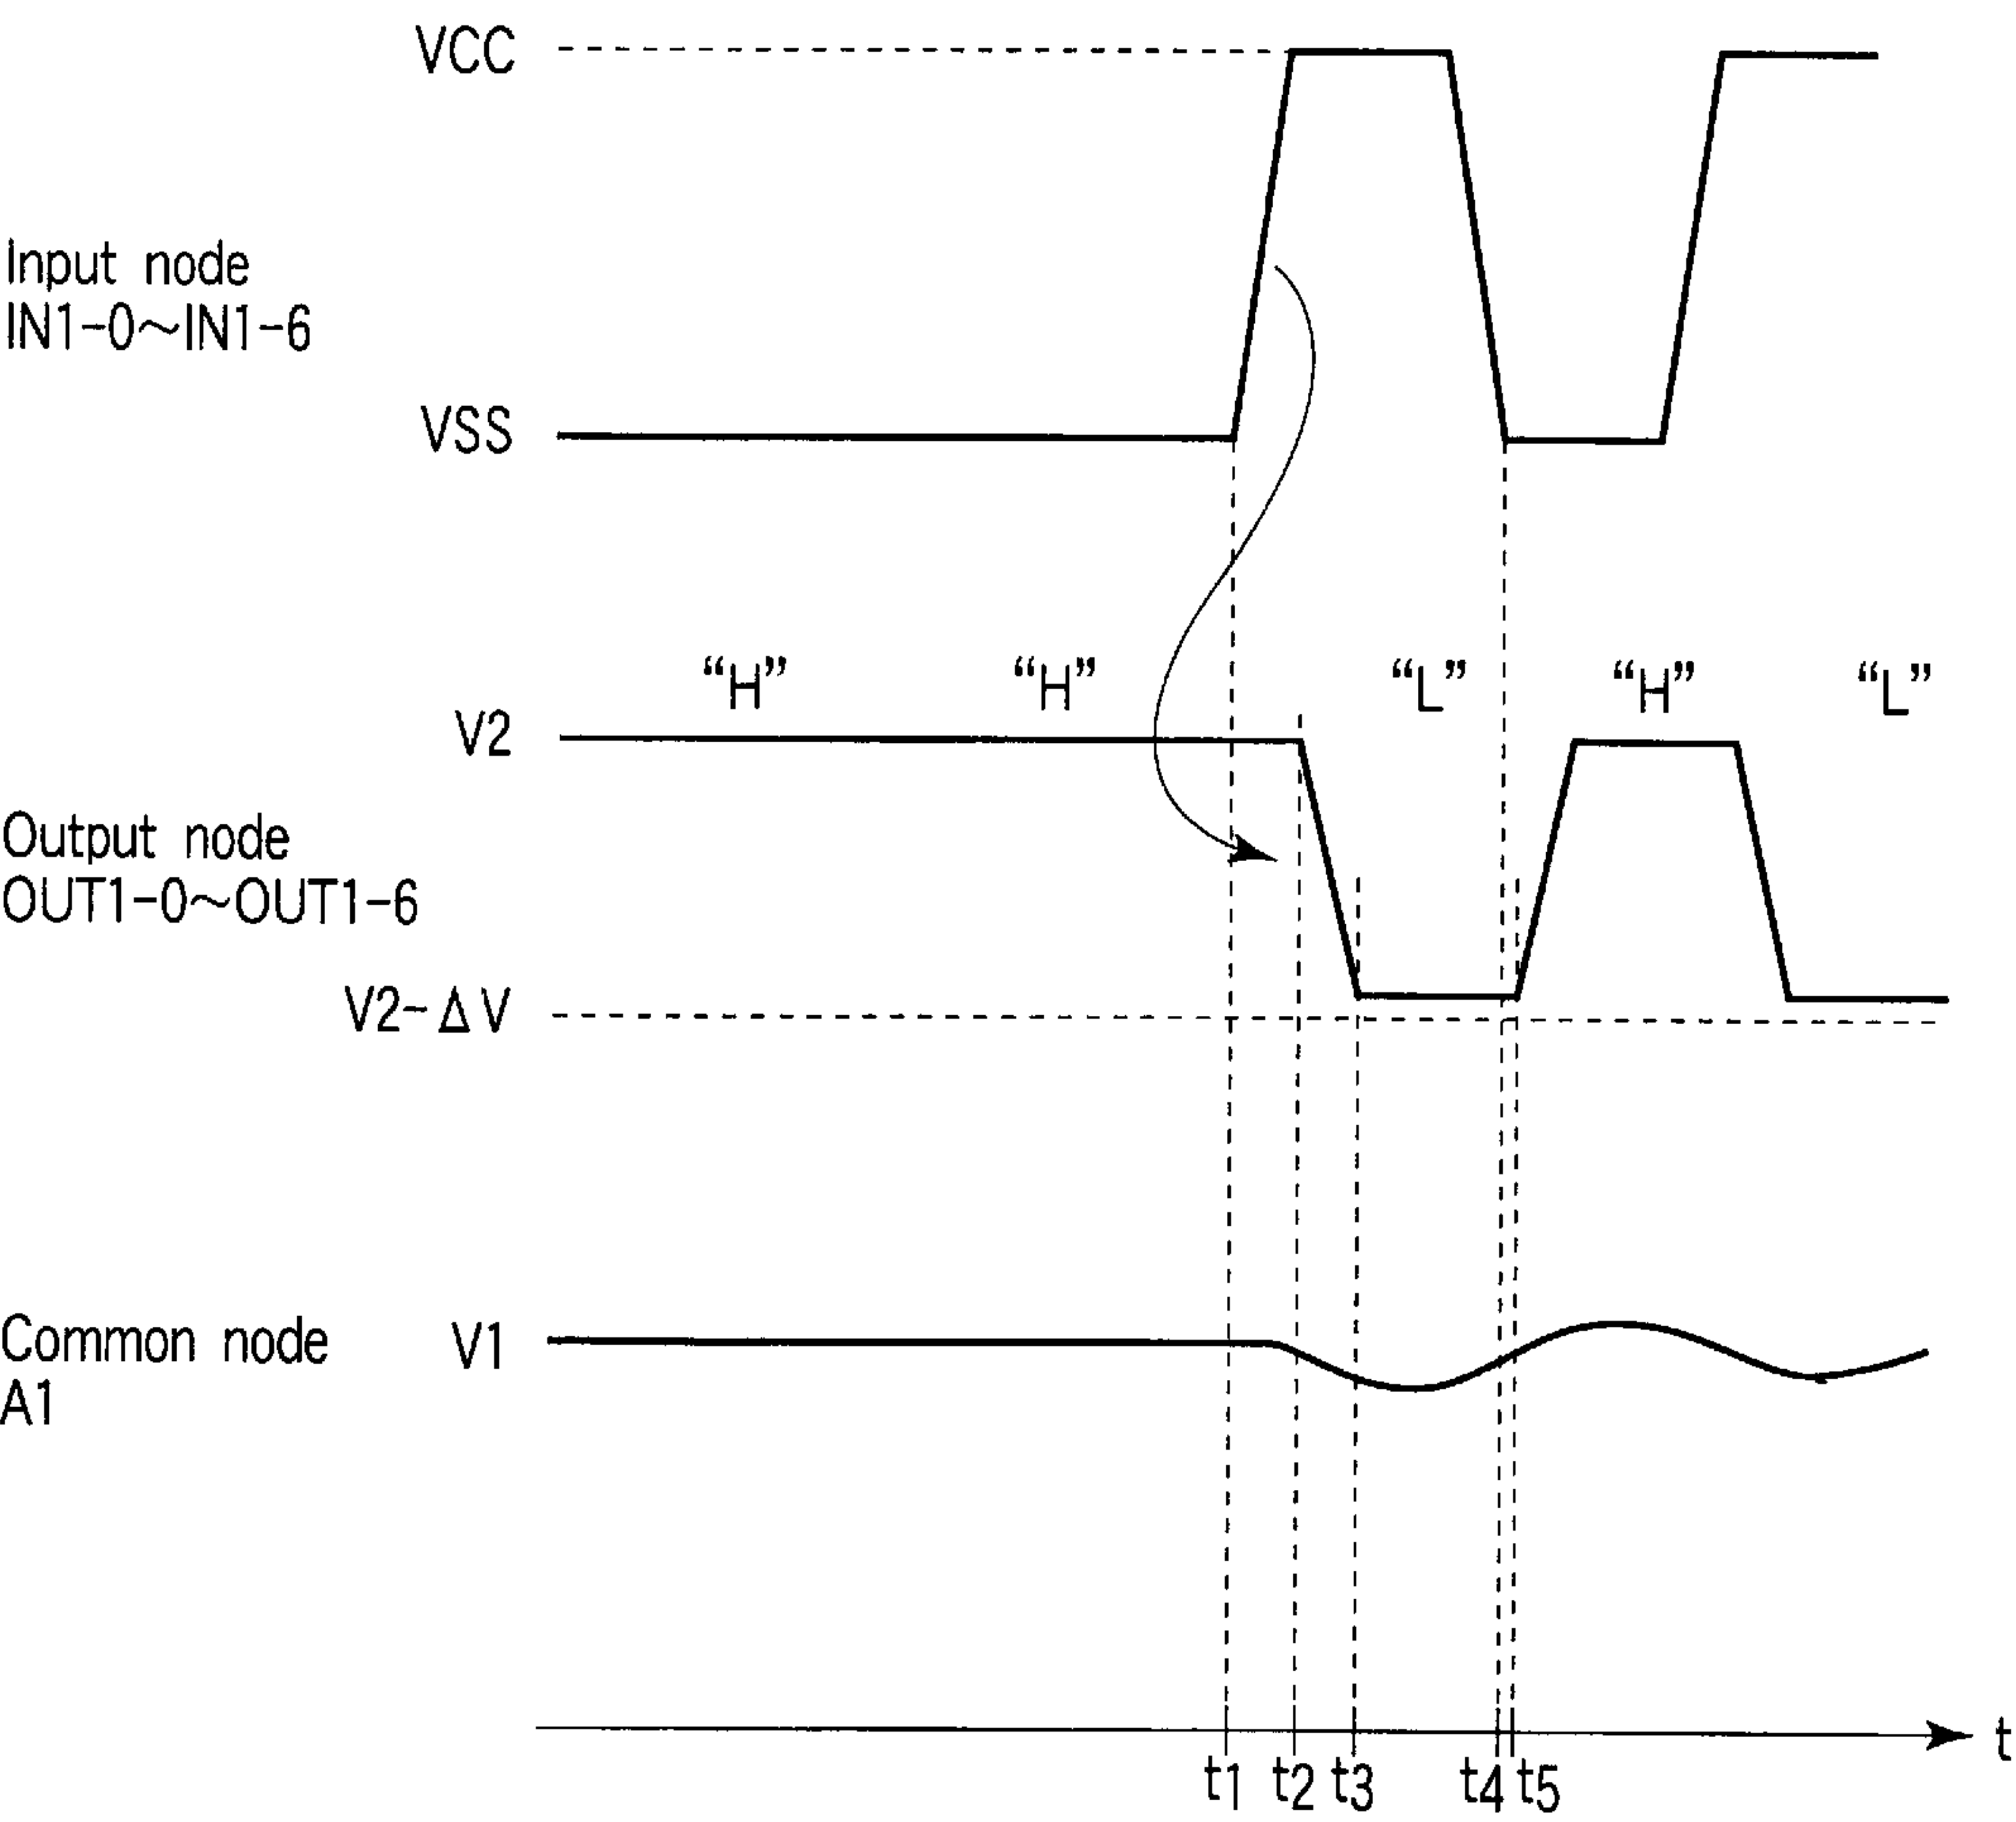 VCC
Input node
IN1-0～IN1-6
VSS
“H” “H” “L” “H” “L”
V2
Output node
OUT1-0～OUT1-6
V2-ΔV
Common node V1
A1
t
t1 t2 t3 t4 t5